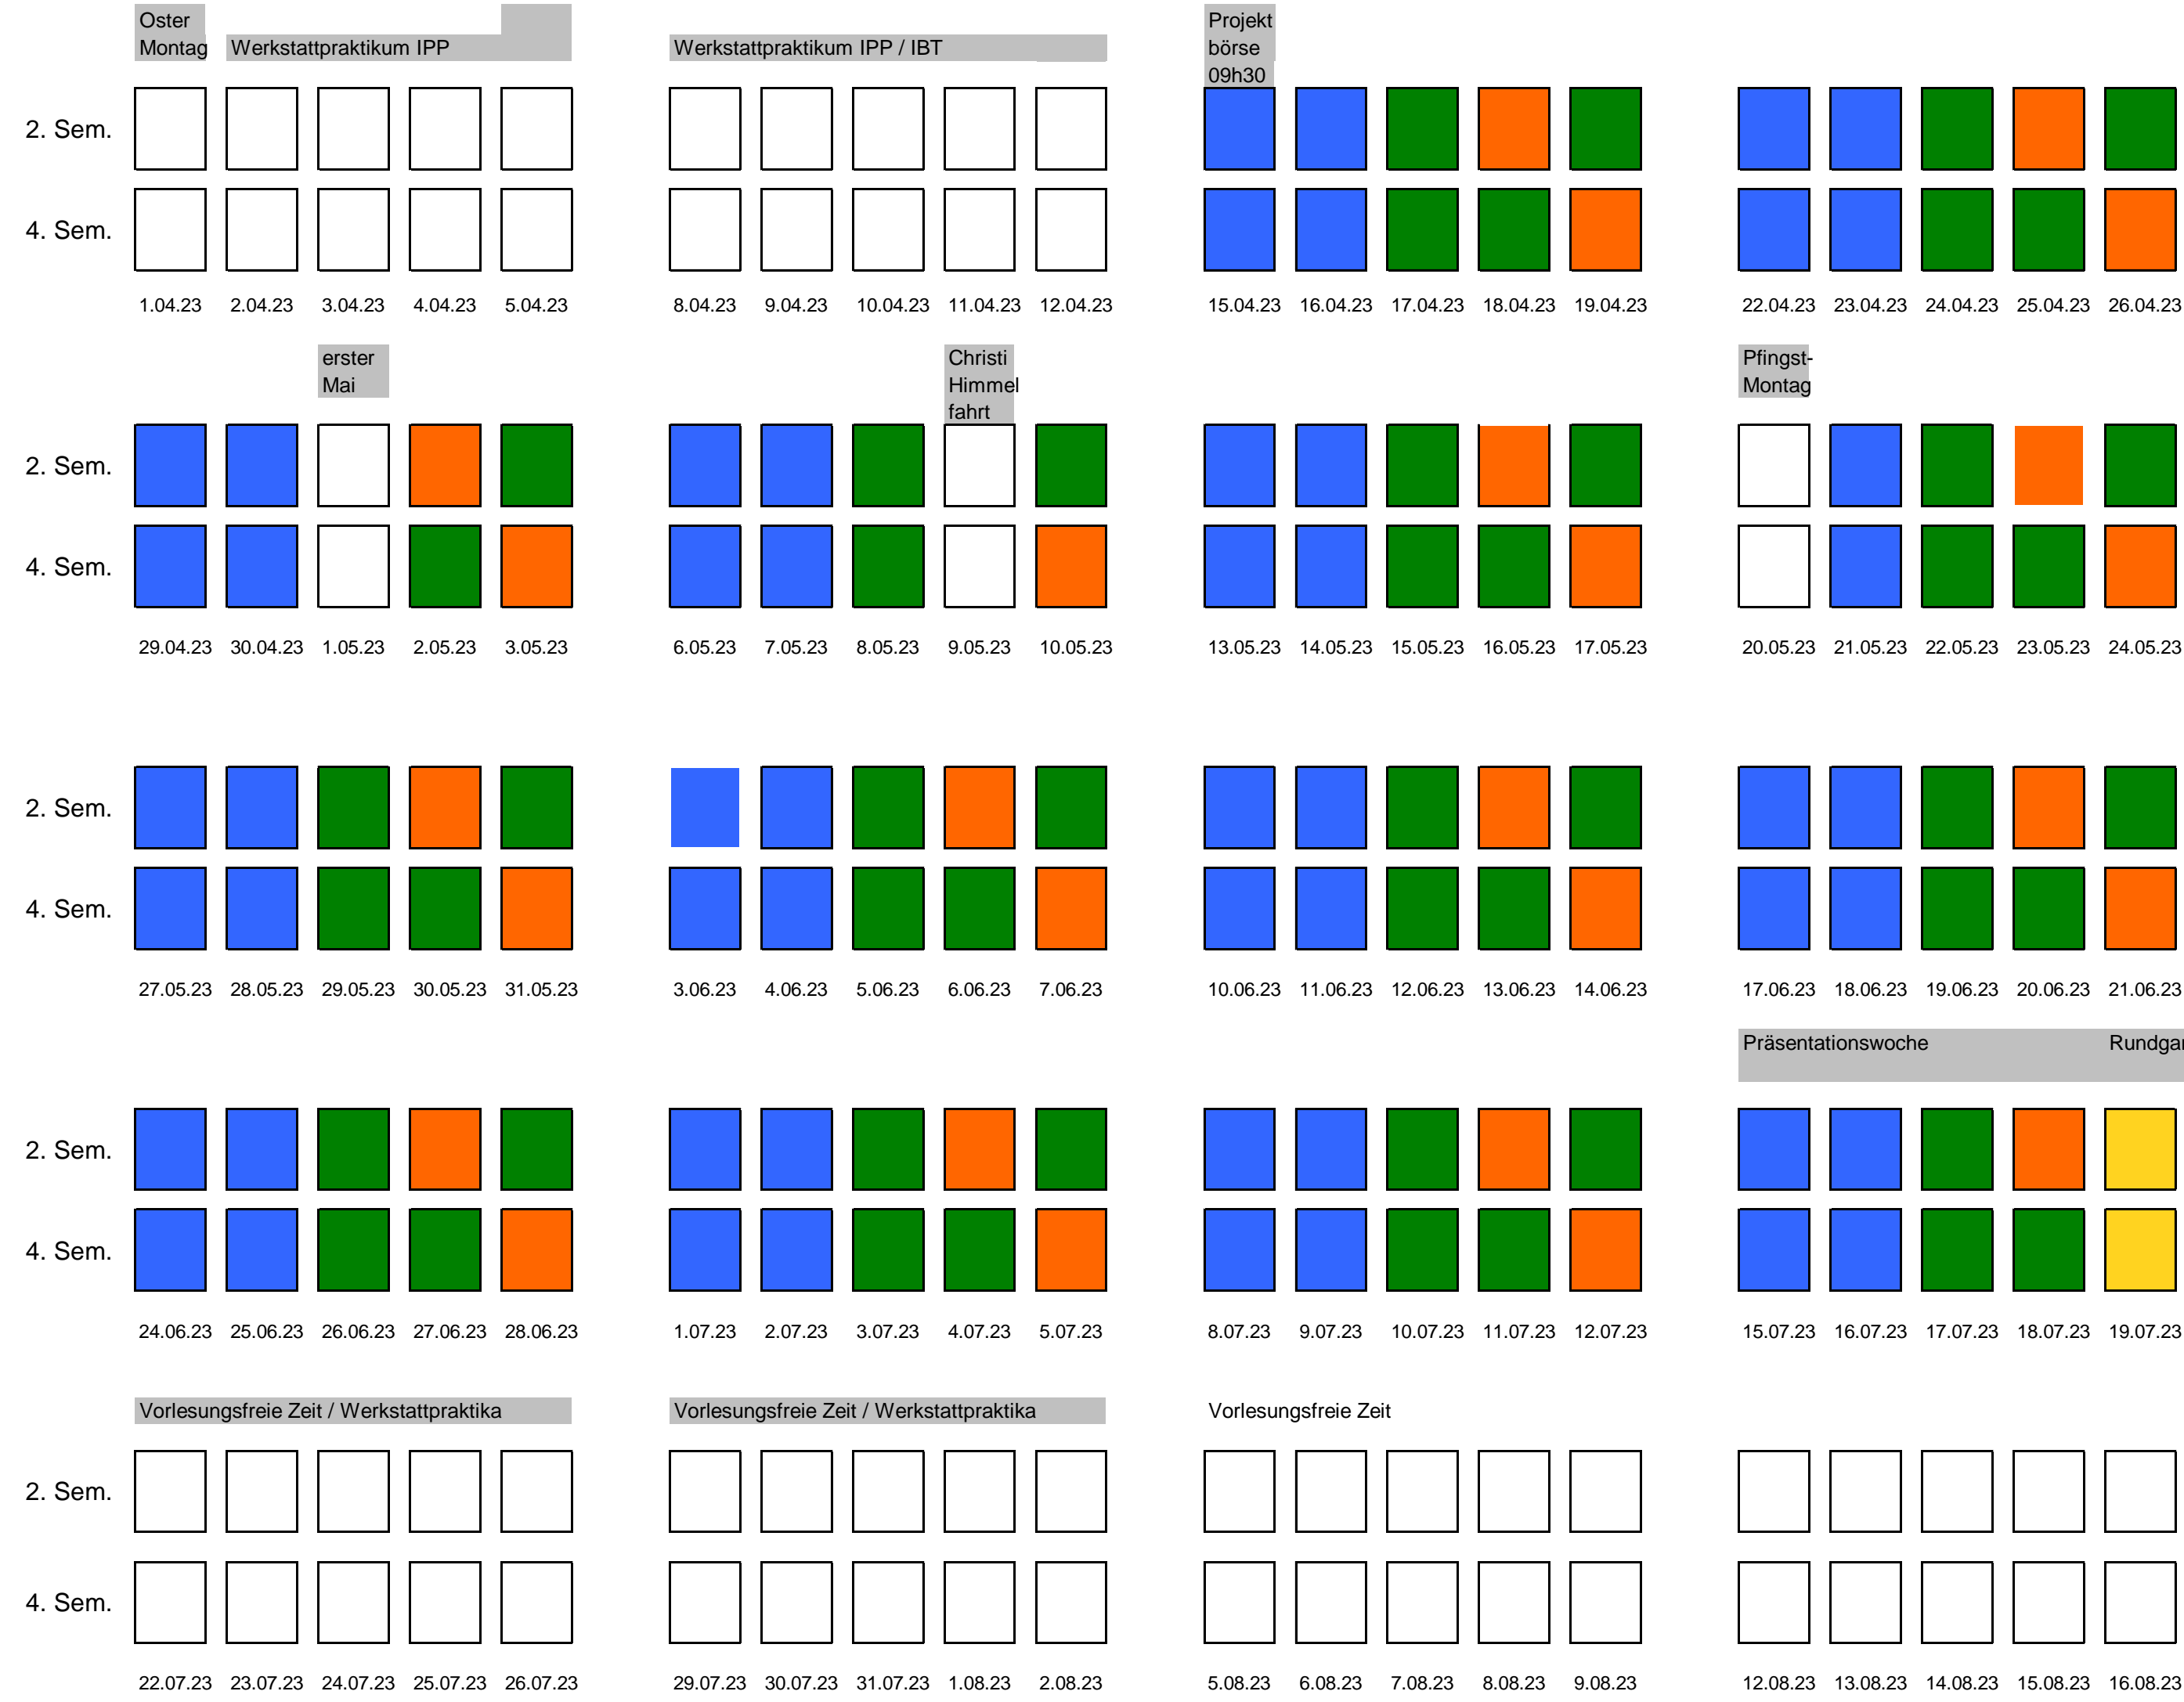 Oster
Montag
Werkstattpraktikum IPP
Werkstattpraktikum IPP / IBT
Projekt
börse
09h30
2. Sem.
4. Sem.
1.04.23 2.04.23 3.04.23 4.04.23 5.04.23 8.04.23 9.04.23 10.04.23 11.04.23 12.04.23 15.04.23 16.04.23 17.04.23 18.04.23 19.04.23 22.04.23 23.04.23 24.04.23 25.04.23 26.04.23
erster
Mai
Christi
Himmel
fahrt
Pfingst-
Montag
2. Sem.
4. Sem.
29.04.23 30.04.23 1.05.23 2.05.23 3.05.23 6.05.23 7.05.23 8.05.23 9.05.23 10.05.23 13.05.23 14.05.23 15.05.23 16.05.23 17.05.23 20.05.23 21.05.23 22.05.23 23.05.23 24.05.23
2. Sem.
4. Sem.
27.05.23 28.05.23 29.05.23 30.05.23 31.05.23 3.06.23 4.06.23 5.06.23 6.06.23 7.06.23 10.06.23 11.06.23 12.06.23 13.06.23 14.06.23 17.06.23 18.06.23 19.06.23 20.06.23 21.06.23
Präsentationswoche
2. Sem.
4. Sem.
24.06.23 25.06.23 26.06.23 27.06.23 28.06.23 1.07.23 2.07.23 3.07.23 4.07.23 5.07.23 8.07.23 9.07.23 10.07.23 11.07.23 12.07.23 15.07.23 16.07.23 17.07.23 18.07.23 19.07.23
Vorlesungsfreie Zeit / Werkstattpraktika
Vorlesungsfreie Zeit / Werkstattpraktika
Vorlesungsfreie Zeit
2. Sem.
4. Sem.
22.07.23 23.07.23 24.07.23 25.07.23 26.07.23 29.07.23 30.07.23 31.07.23 1.08.23 2.08.23 5.08.23 6.08.23 7.08.23 8.08.23 9.08.23 12.08.23 13.08.23 14.08.23 15.08.23 16.08.23